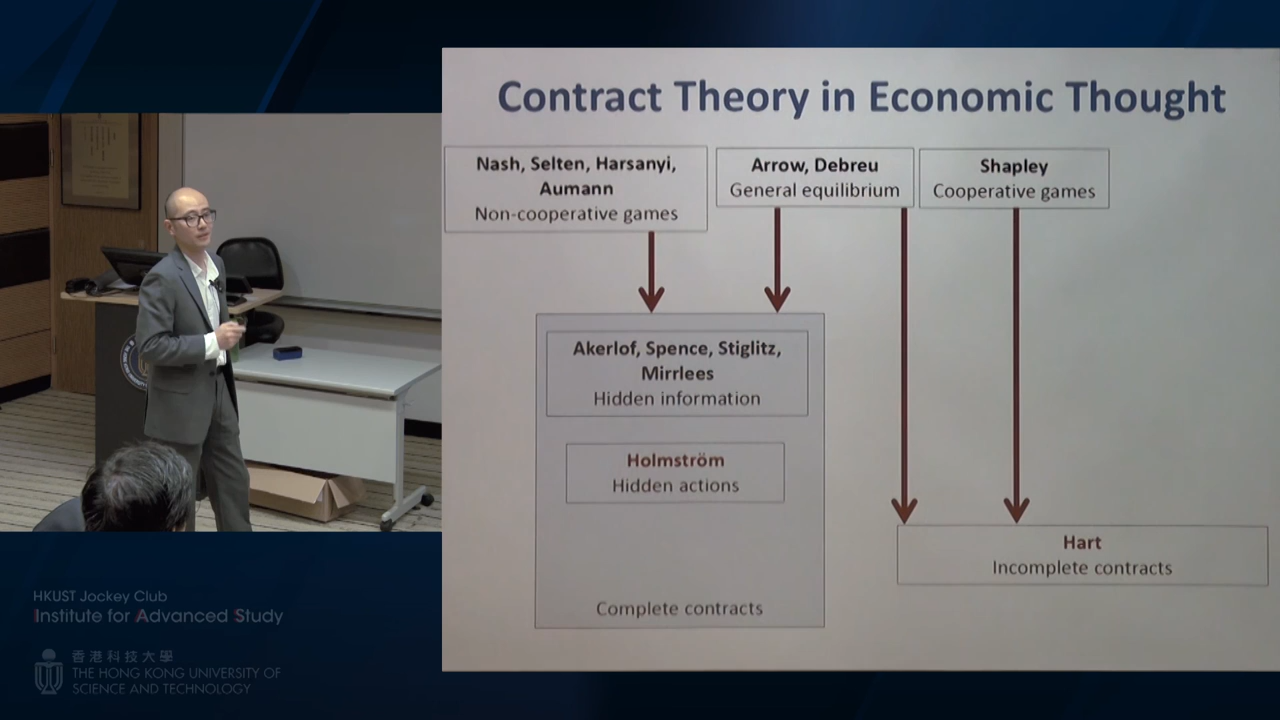 Contract Theory in Economic Thought
Nash, Selten, Harsanyi,
Aumann
Non-cooperative games
Arrow, Debreu
General equilibrium
Shapley
Cooperative games
Akerlof, Spence, Stiglitz,
Mirrlees
Hidden information
Holmström
Hidden actions
Complete contracts
Hart
Incomplete contracts
HKUST Jockey Club
Institute for Advanced Study
香港科技大學
THE HONG KONG UNIVERSITY OF
SCIENCE AND TECHNOLOGY